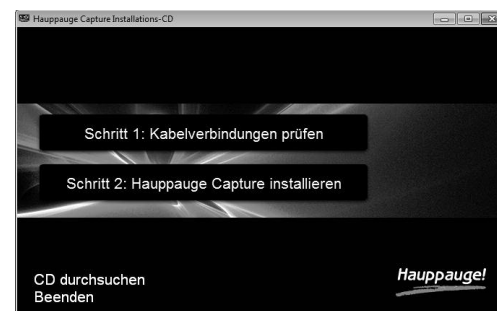 Hauppauge Capture Installations-CD
Schritt 1: Kabelverbindungen prüfen
Schritt 2: Hauppauge Capture installieren
CD durchsuchen
Beenden
Hauppauge!